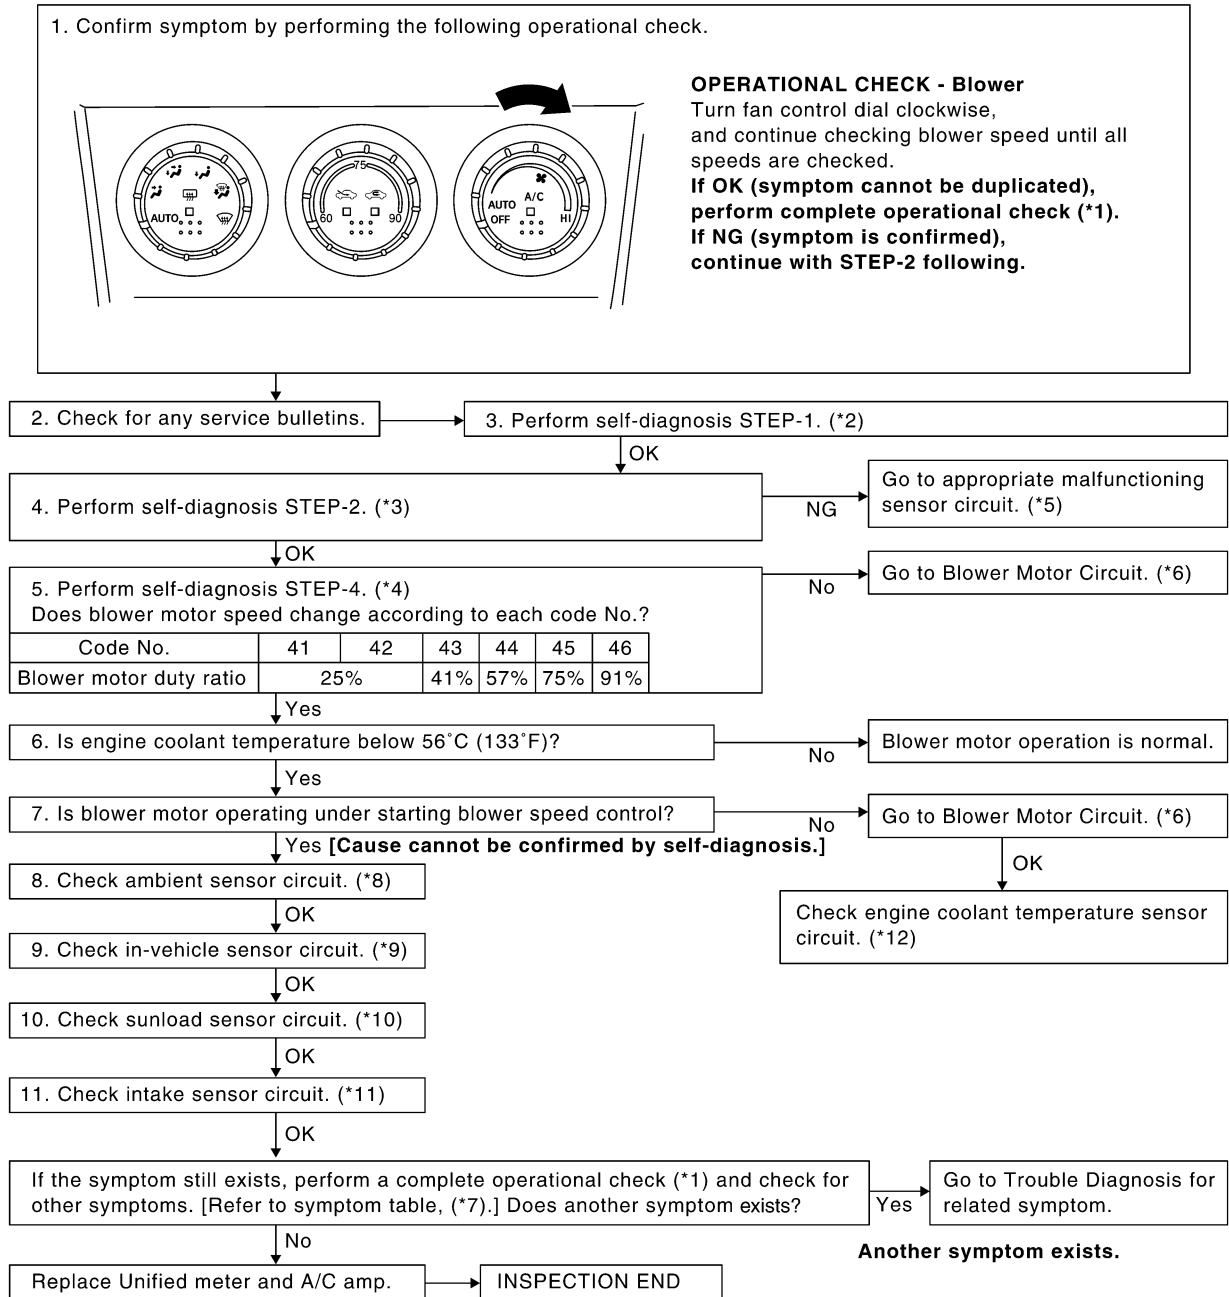 1. Confirm symptom by performing the following operational check.
OPERATIONAL CHECK - Blower
Turn fan control dial clockwise,
and continue checking blower speed until all
speeds are checked.
If OK (symptom cannot be duplicated),
perform complete operational check (*1).
If NG (symptom is confirmed),
continue with STEP-2 following.
AUTO
75
60
90
AUTO
A/C
OFF
HI
2. Check for any service bulletins.
3. Perform self-diagnosis STEP-1. (*2)
OK
4. Perform self-diagnosis STEP-2. (*3)
NG
Go to appropriate malfunctioning
sensor circuit. (*5)
OK
5. Perform self-diagnosis STEP-4. (*4)
Does blower motor speed change according to each code No.?
Code No. 41 42 43 44 45 46
Blower motor duty ratio 25% 41% 57% 75% 91%
No
Go to Blower Motor Circuit. (*6)
Yes
6. Is engine coolant temperature below 56˚C (133˚F)?
No
Blower motor operation is normal.
Yes
7. Is blower motor operating under starting blower speed control?
No
Go to Blower Motor Circuit. (*6)
OK
Check engine coolant temperature sensor
circuit. (*12)
Yes [Cause cannot be confirmed by self-diagnosis.]
8. Check ambient sensor circuit. (*8)
OK
9. Check in-vehicle sensor circuit. (*9)
OK
10. Check sunload sensor circuit. (*10)
OK
11. Check intake sensor circuit. (*11)
OK
If the symptom still exists, perform a complete operational check (*1) and check for
other symptoms. [Refer to symptom table, (*7).] Does another symptom exists?
Yes
Go to Trouble Diagnosis for
related symptom.
Another symptom exists.
No
Replace Unified meter and A/C amp.
INSPECTION END